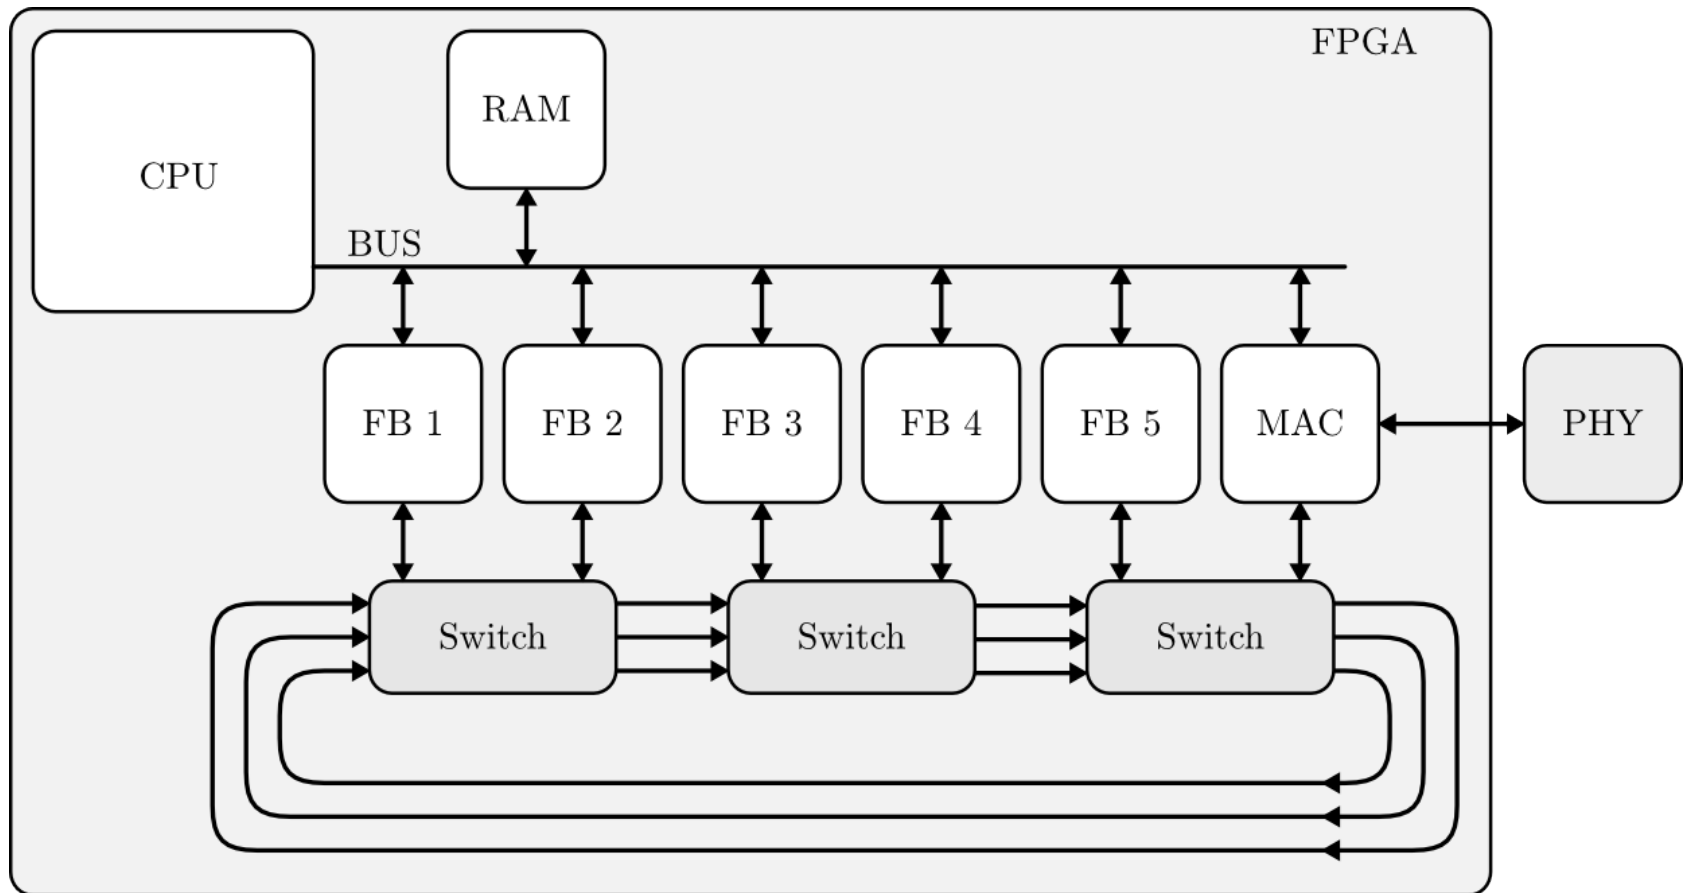 FPGA
CPU
RAM
BUS
FB 1
FB 2
FB 3
FB 4
FB 5
MAC
PHY
Switch
Switch
Switch